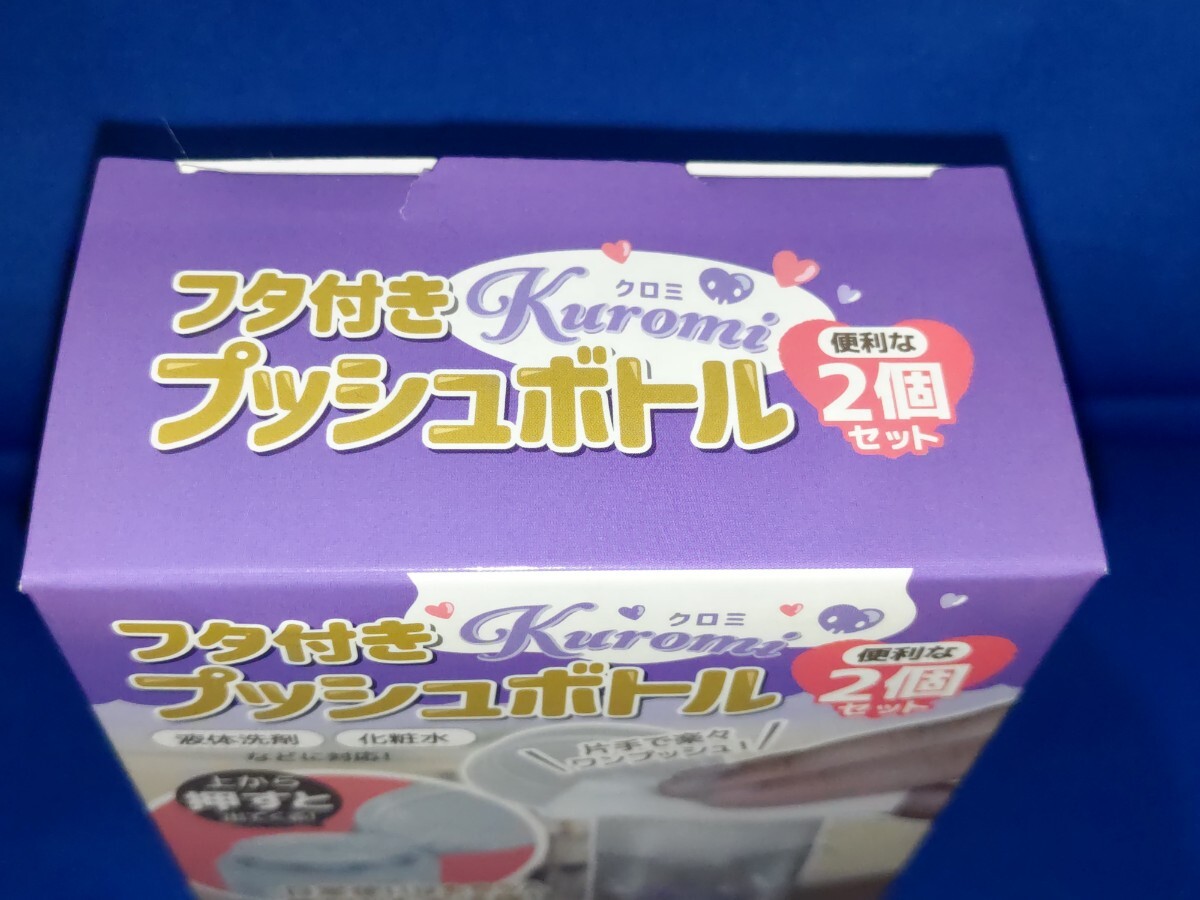 クロミ
フタ付き Kuromi
プッシュボトル
便利な
2個
セット
クロミ
フタ付き Kuromi
プッシュボトル
便利な
2個
セット
液体洗剤 化粧水
などに対応!
片手で楽々
ワンプッシュ!
上から
押すと